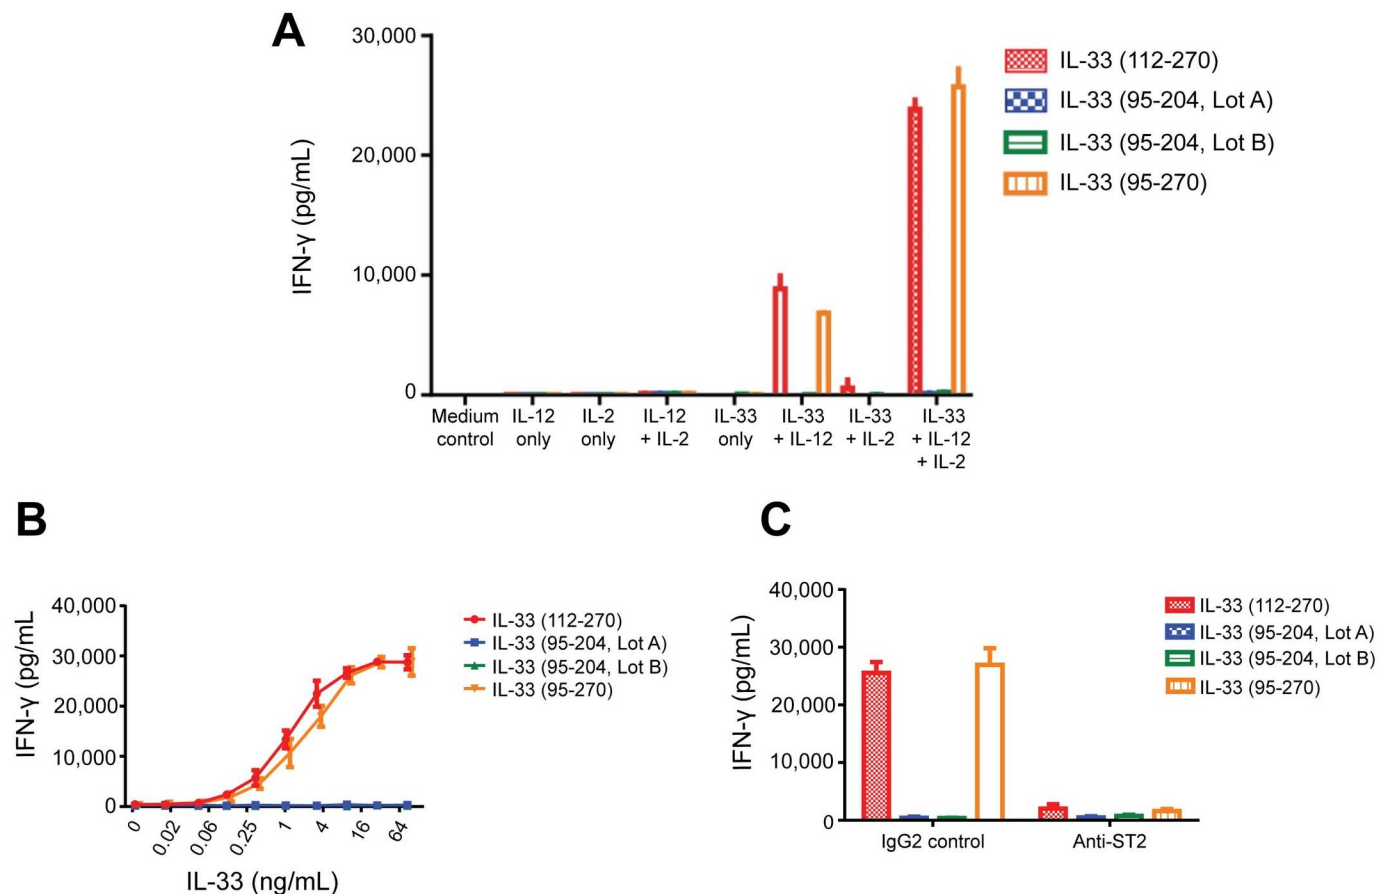 A
30,000
20,000
10,000
0
IFN-γ (pg/mL)
IL-33 (112-270)
IL-33 (95-204, Lot A)
IL-33 (95-204, Lot B)
IL-33 (95-270)
Medium
control
IL-12
only
IL-2
only
IL-12
+ IL-2
IL-33
only
IL-33
+ IL-12
IL-33
+ IL-2
IL-33
+ IL-12
+ IL-2
B
40,000
30,000
20,000
10,000
0
IFN-γ (pg/mL
IL-33 (112-270)
IL-33 (95-204, Lot A)
IL-33 (95-204, Lot B)
IL-33 (95-270)
0
0.02
0.06
0.25
1
4
16
64
IL-33 (ng/mL)
C
40,000
30,000
20,000
10,000
0
IFN-γ (pg/mL)
IL-33 (112-270)
IL-33 (95-204, Lot A)
IL-33 (95-204, Lot B)
IL-33 (95-270)
IgG2 control
Anti-ST2